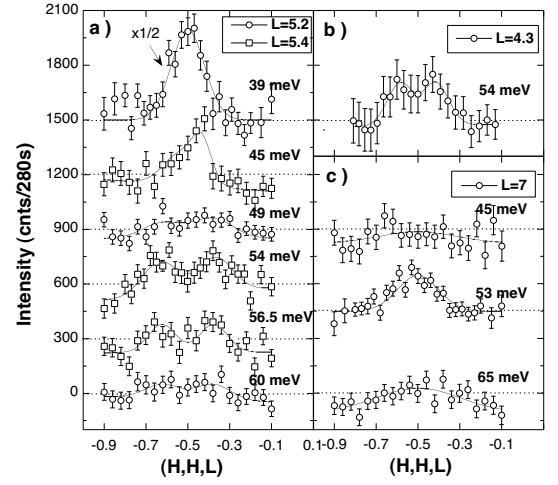 a)
x1/2
L=5.2
L=5.4
b)
L=4.3
c)
L=7
39 meV
45 meV
49 meV
54 meV
56.5 meV
60 meV
54 meV
45 meV
53 meV
65 meV
Intensity (cnts/280s)
2100
1800
1500
1200
900
600
300
0
-0.9 -0.7 -0.5 -0.3 -0.1 0.1
-0.9 -0.7 -0.5 -0.3 -0.1
(H,H,L)
(H,H,L)